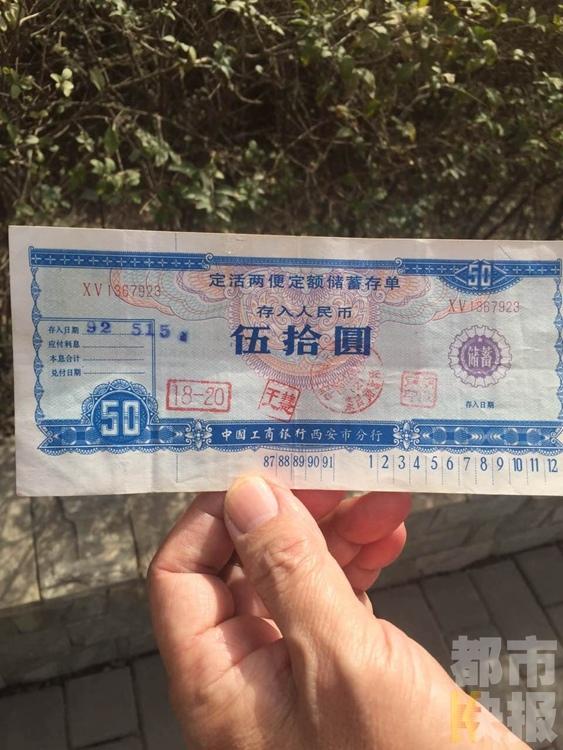 50
定活两便定额储蓄存单
XV1367923
XV1367923
存入人民币
伍拾圆
存入日期 92 515
应付利息
本息合计
兑付日期
储蓄
存入日期
18-20
50
中国工商银行西安市分行
87 88 89 90 91 1 2 3 4 5 6 7 8 9 10 11 12
都市
快报